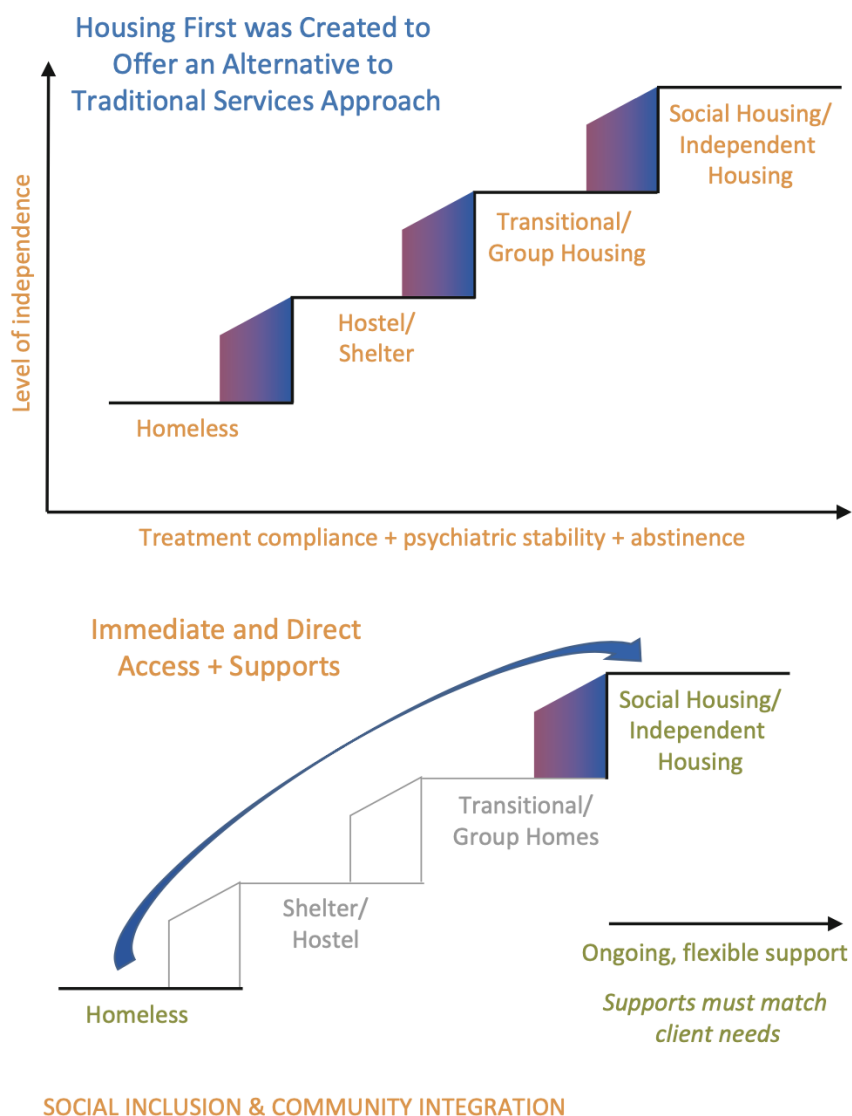 Housing First was Created to
Offer an Alternative to
Traditional Services Approach
Social Housing/
Independent
Housing
Transitional/
Group Housing
Hostel/
Shelter
Homeless
Level of independence
Treatment compliance + psychiatric stability + abstinence
Immediate and Direct
Access + Supports
Social Housing/
Independent
Housing
Transitional/
Group Homes
Shelter/
Hostel
Homeless
Ongoing, flexible support
Supports must match
client needs
SOCIAL INCLUSION & COMMUNITY INTEGRATION